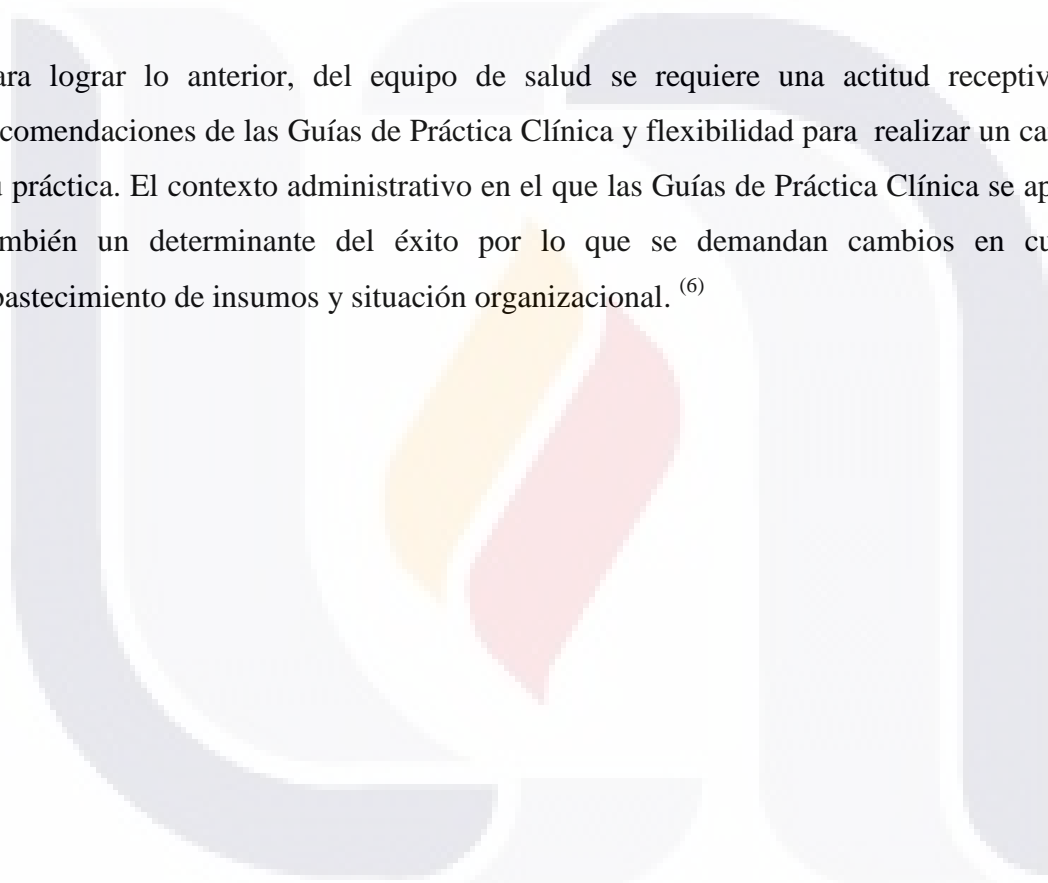 ara lograr lo anterior, del equipo de salud se requiere una actitud receptiv
comendaciones de las Guías de Práctica Clínica y flexibilidad para realizar un ca
práctica. El contexto administrativo en el que las Guías de Práctica Clínica se ap
mbién un determinante del éxito por lo que se demandan cambios en cu
bastecimiento de insumos y situación organizacional. (6)